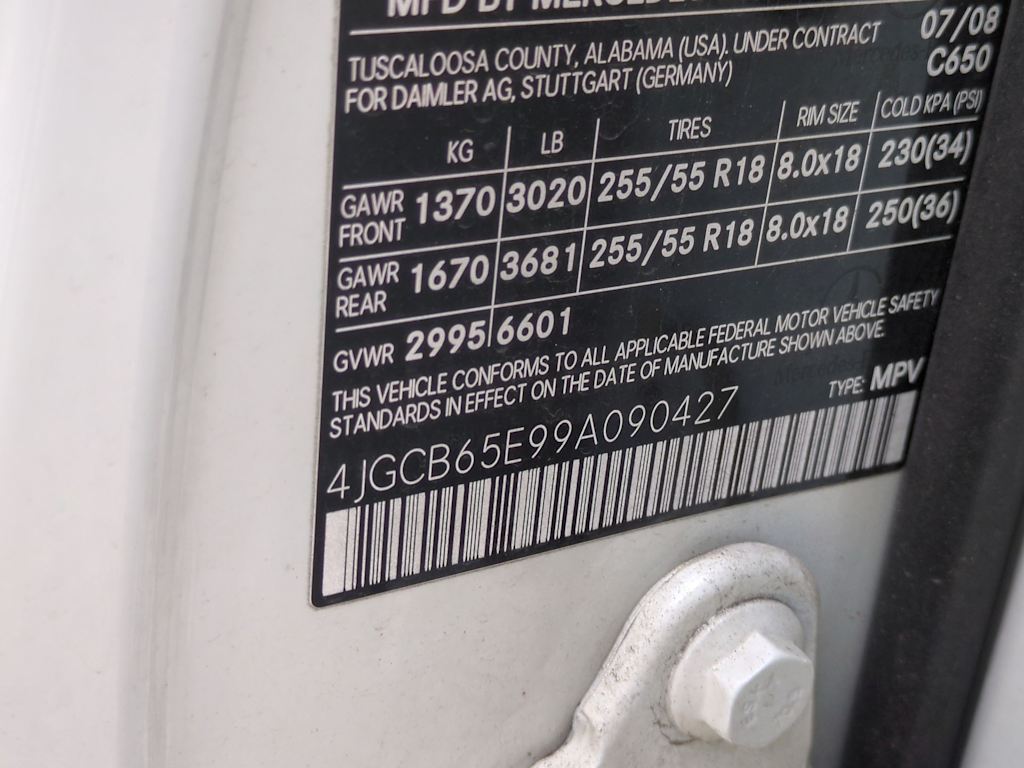 MFD BY MERCEDES
07/08
TUSCALOOSA COUNTY, ALABAMA (USA). UNDER CONTRACT
C650
FOR DAIMLER AG, STUTTGART (GERMANY)
KG LB TIRES RIM SIZE COLD KPA (PSI)
GAWR FRONT 1370 3020 255/55 R18 8.0x18 230(34)
GAWR REAR 1670 3681 255/55 R18 8.0x18 250(36)
GVWR 2995 6601
THIS VEHICLE CONFORMS TO ALL APPLICABLE FEDERAL MOTOR VEHICLE SAFETY
STANDARDS IN EFFECT ON THE DATE OF MANUFACTURE SHOWN ABOVE.
TYPE: MPV
4JGCB65E99A090427